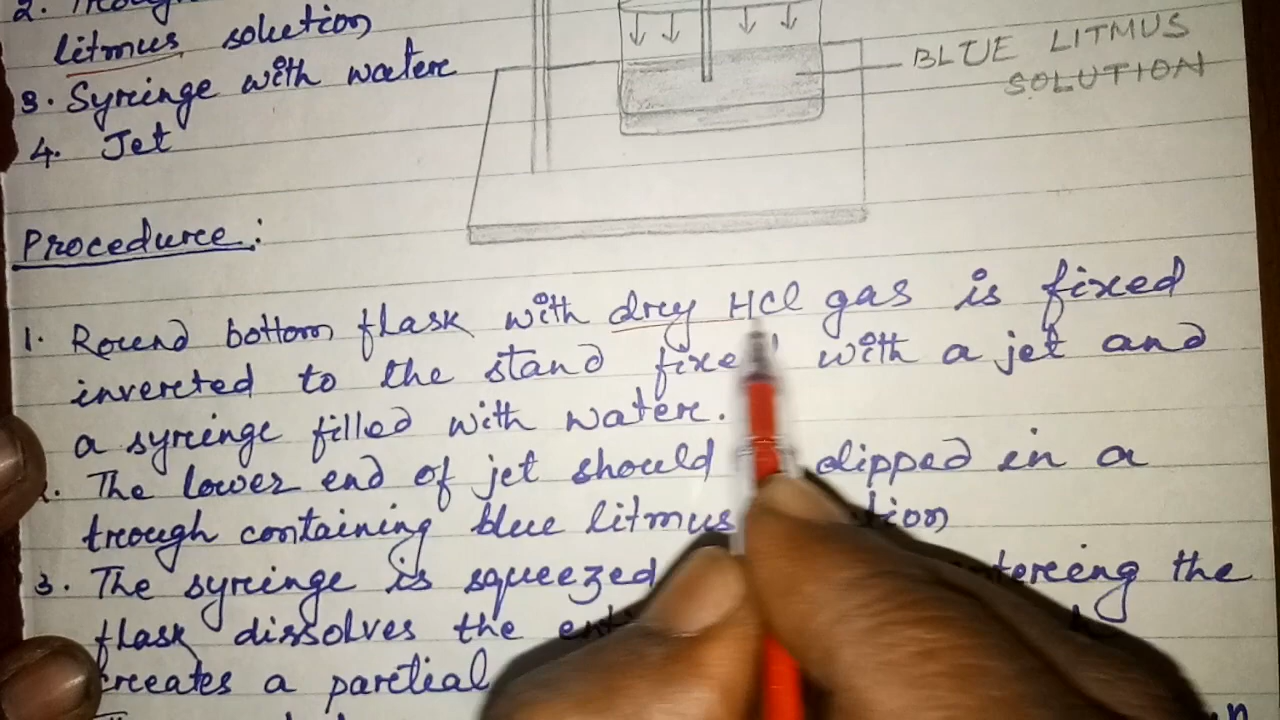 litmus solution
3. Syringe with water
4. Jet
BLUE LITMUS
SOLUTION
Procedure:
1. Round bottom flask with dry HCl gas is fixed
inverted to the stand with a jet and
a syringe filled with water.
The lower end of jet should dipped in a
trough containing blue litmus
3. The syringe is squeezed the
flask dissolves the
creates a partial